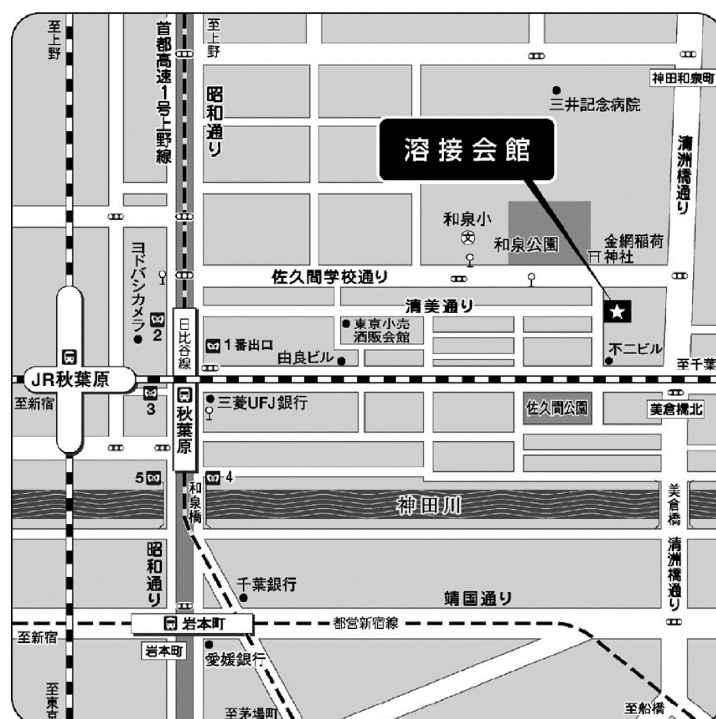 至上野
首都高速1号上野線
至上野
昭和通り
神田和泉町
三井記念病院
溶接会館
清洲橋通り
和泉小
文
和泉公園
金網稲荷
神社
佐久間学校通り
清美通り
ヨドバシカメラ
2
日比谷線
1番出口
東京小売
酒販会館
由良ビル
不二ビル
至千葉
JR秋葉原
至新宿
3
秋葉原
三菱UFJ銀行
佐久間公園
美倉橋北
5
4
和泉橋
神田川
美倉橋
昭和通り
千葉銀行
靖国通り
清洲橋通り
至新宿
岩本町
都営新宿線
岩本町
愛媛銀行
至東京
至茅場町
至船橋